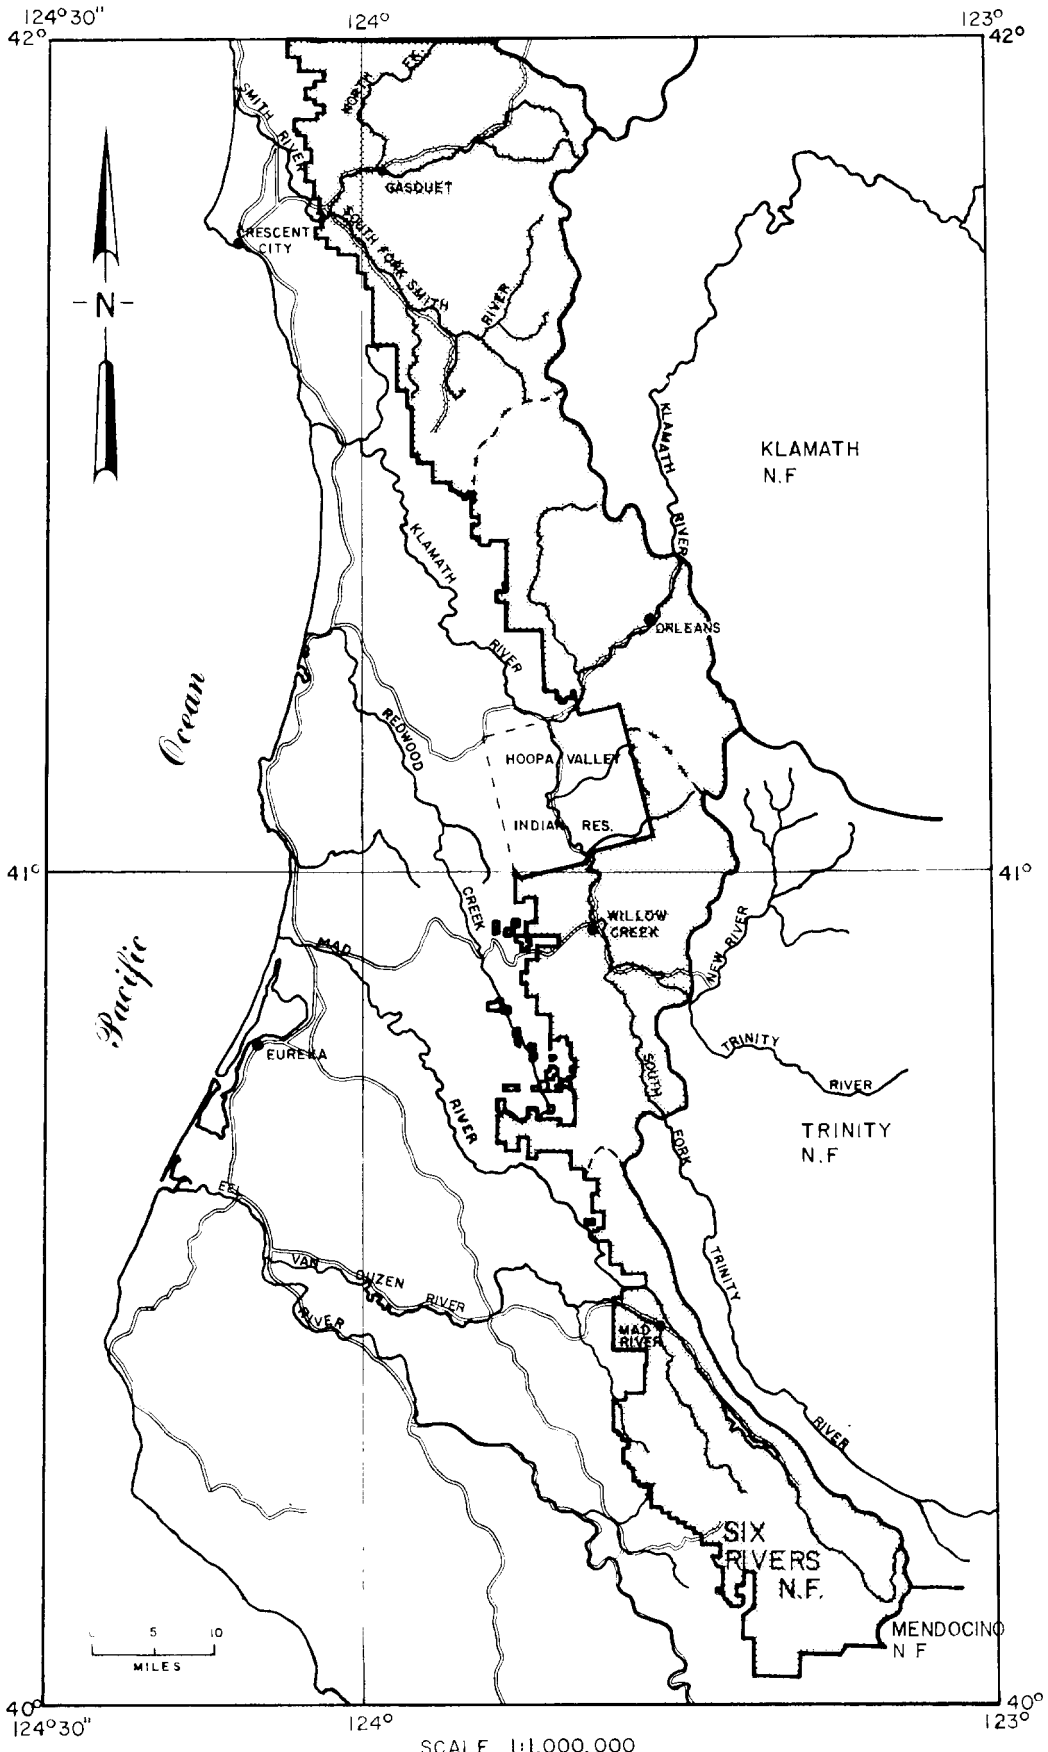 124°30"
124°
123°
42°
42°
SMITH RIVER
NORTH FK.
GASQUET
CRESCENT
CITY
SOUTH FORK SMITH
RIVER
-N-
KLAMATH
N.F
KLAMATH
RIVER
KLAMATH
RIVER
ORLEANS
REDWOOD
CREEK
HOOPA VALLEY
INDIAN RES.
Pacific
Ocean
41°
41°
WILLOW
CREEK
NEW RIVER
MAD
RIVER
EUREKA
TRINITY
RIVER
SOUTH
FORK
TRINITY
RIVER
TRINITY
N.F
EEL
RIVER
VAN
DUZEN
RIVER
MAD
RIVER
SIX
RIVERS
N.F.
MENDOCINO
N F
5
10
MILES
40°
40°
124°30"
124°
123°
SCALE 1:1,000,000